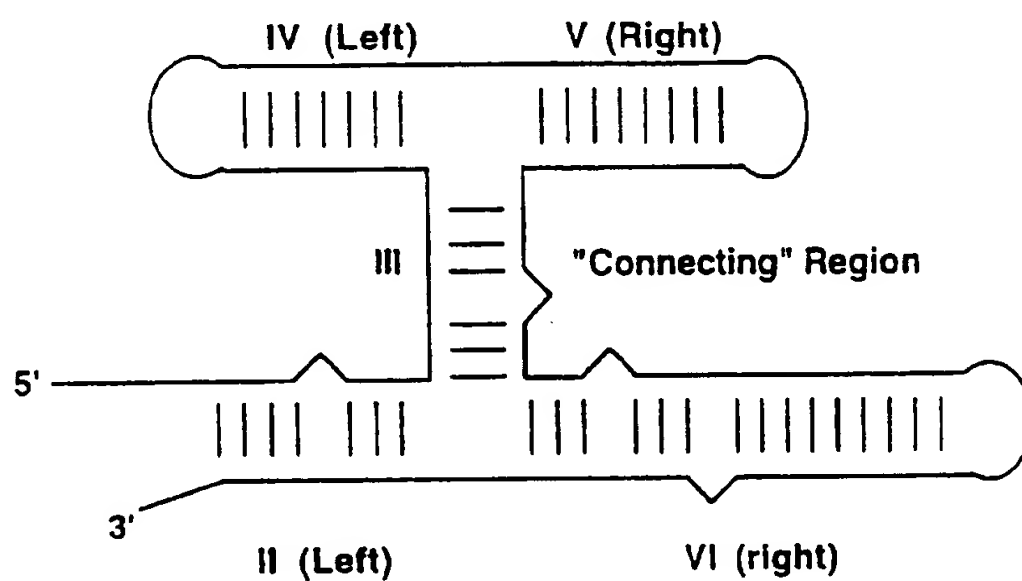 IV (Left)
V (Right)
III
"Connecting" Region
5'
3'
II (Left)
VI (right)